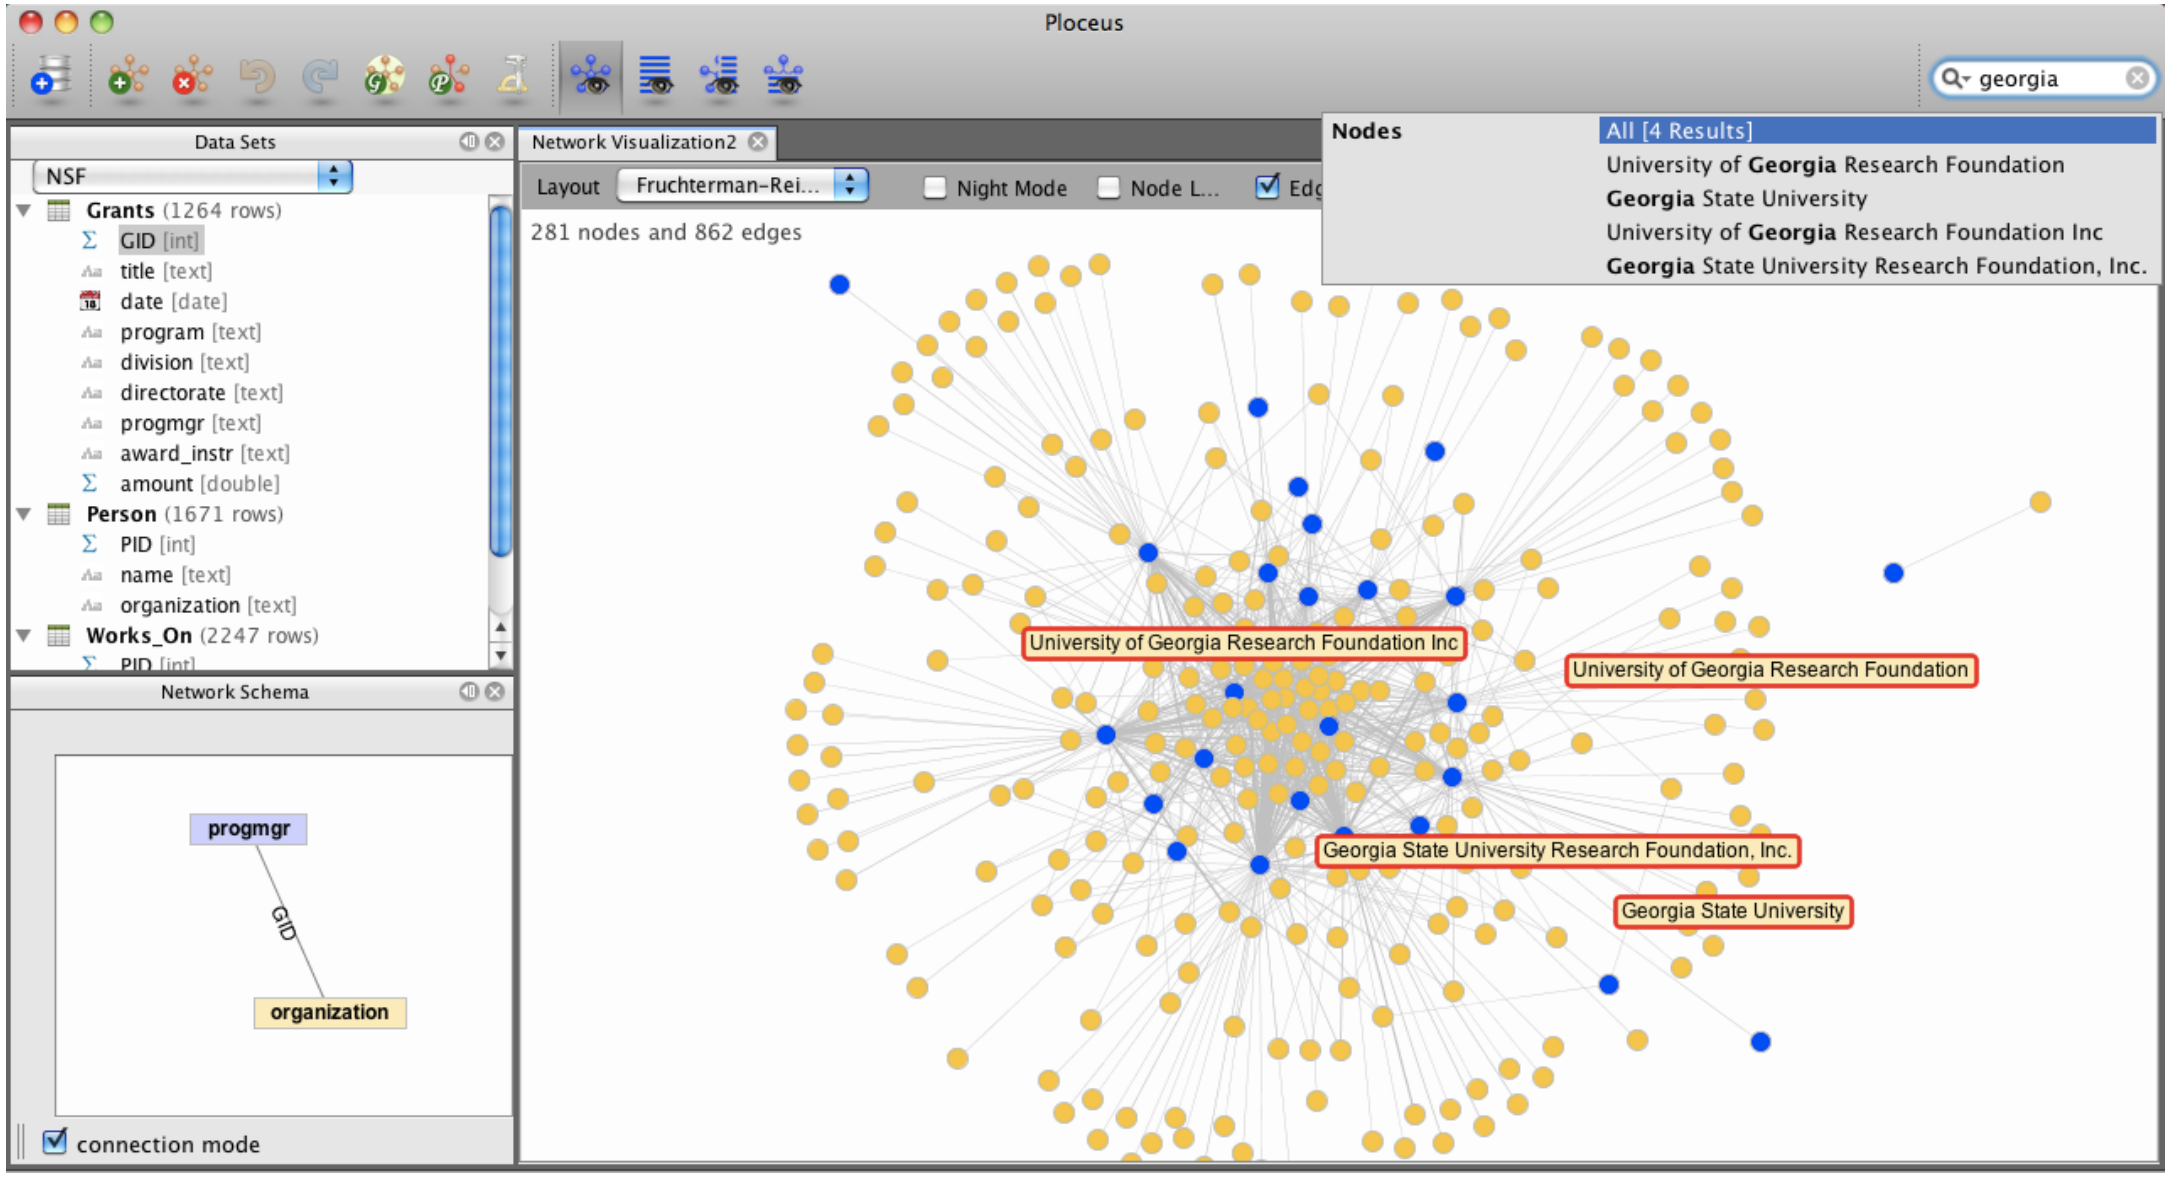 Ploceus
georgia
Nodes
All [4 Results]
University of Georgia Research Foundation
Georgia State University
University of Georgia Research Foundation Inc
Georgia State University Research Foundation, Inc.
Data Sets
NSF
Grants (1264 rows)
GID [int]
title [text]
date [date]
program [text]
division [text]
directorate [text]
progmgr [text]
award_instr [text]
amount [double]
Person (1671 rows)
PID [int]
name [text]
organization [text]
Works_On (2247 rows)
PID [int]
Network Schema
progmgr
GID
organization
connection mode
Network Visualization2
Layout Fruchterman-Rei... Night Mode Node L...
281 nodes and 862 edges
University of Georgia Research Foundation Inc
University of Georgia Research Foundation
Georgia State University Research Foundation, Inc.
Georgia State University